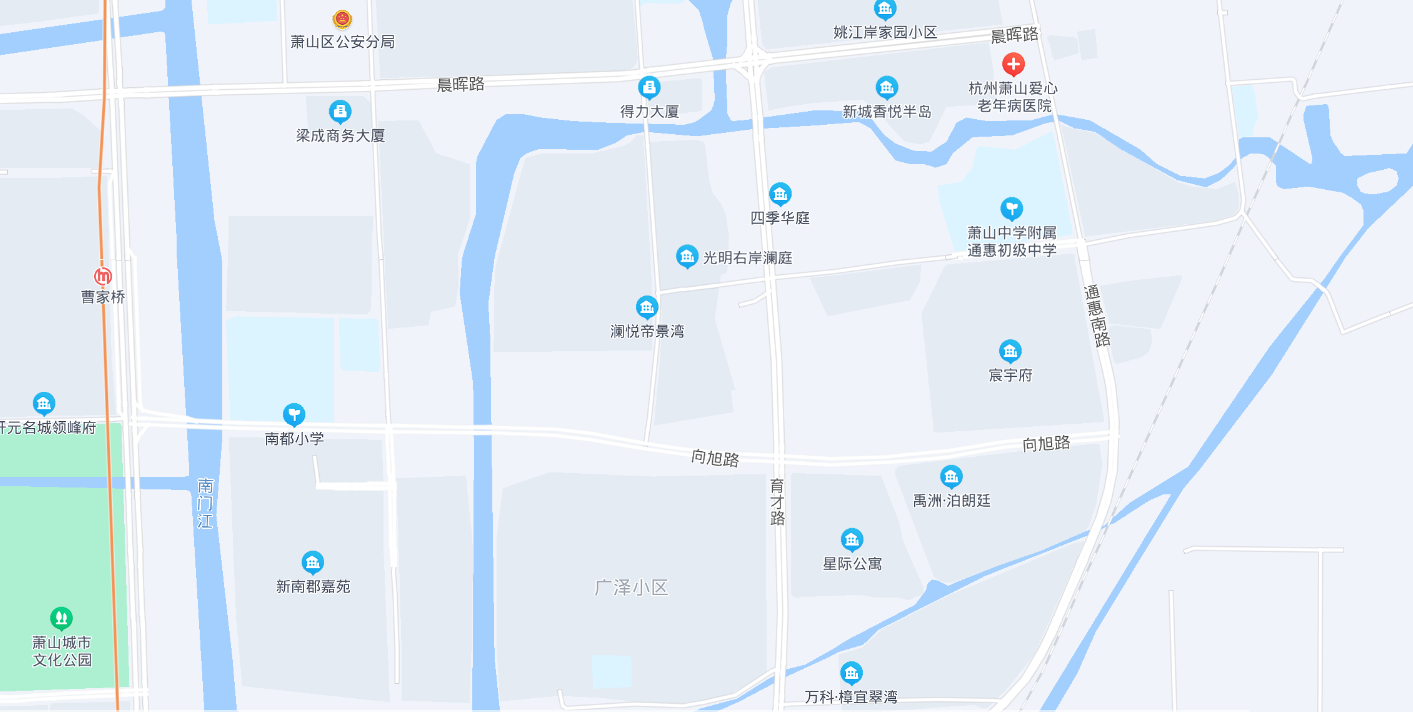 萧山区公安分局
姚江岸家园小区
晨晖路
晨晖路
杭州萧山爱心
老年病医院
得力大厦
新城香悦半岛
梁成商务大厦
四季华庭
萧山中学附属
通惠初级中学
光明右岸澜庭
曹家桥
通惠南路
澜悦帝景湾
宸宇府
开元名城领峰府
南都小学
向旭路
向旭路
南门江
育才路
禹洲·泊朗廷
星际公寓
新南郡嘉苑
广泽小区
萧山城市
文化公园
万科·樟宜翠湾